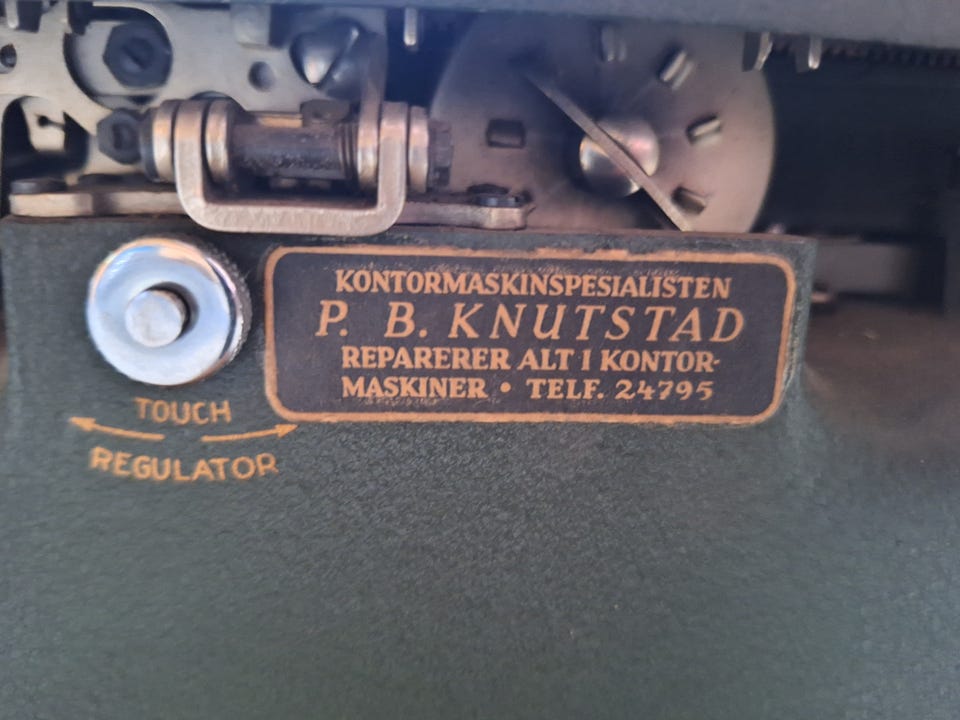 KONTORMASKINSPESIALISTEN
P. B. KNUTSTAD
REPARERER ALT I KONTOR-
MASKINER • TELF. 24795
TOUCH
REGULATOR